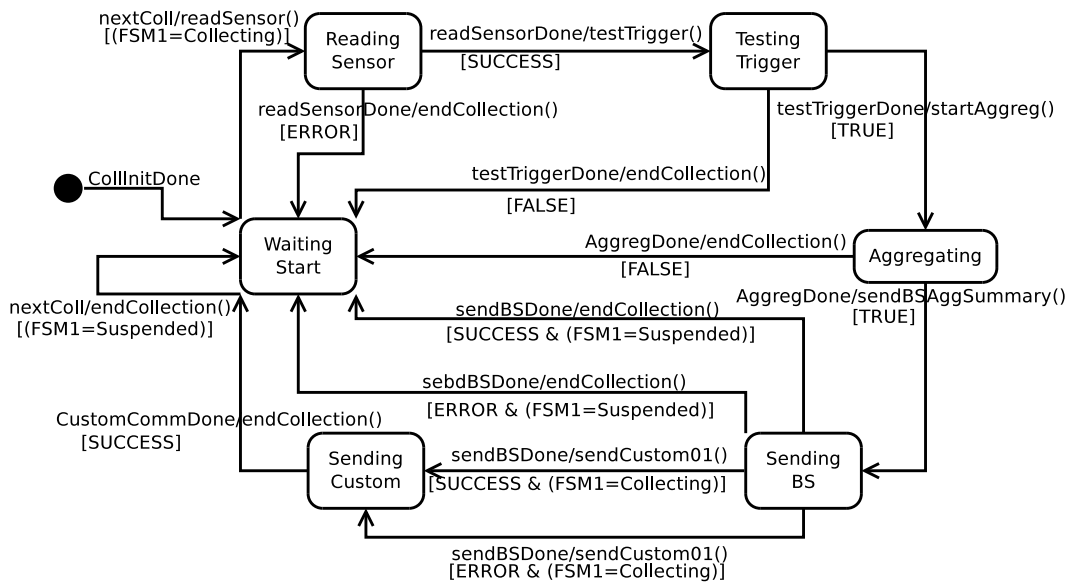 nextColl/readSensor()
[(FSM1=Collecting)]
Reading
Sensor
readSensorDone/testTrigger()
[SUCCESS]
Testing
Trigger
readSensorDone/endCollection()
[ERROR]
testTriggerDone/startAggreg()
[TRUE]
CollInitDone
testTriggerDone/endCollection()
[FALSE]
Waiting
Start
AggregDone/endCollection()
[FALSE]
Aggregating
nextColl/endCollection()
[(FSM1=Suspended)]
AggregDone/sendBSAggSummary()
[TRUE]
sendBSDone/endCollection()
[SUCCESS & (FSM1=Suspended)]
sebdBSDone/endCollection()
[ERROR & (FSM1=Suspended)]
CustomCommDone/endCollection()
[SUCCESS]
Sending
Custom
sendBSDone/sendCustom01()
[SUCCESS & (FSM1=Collecting)]
Sending
BS
sendBSDone/sendCustom01()
[ERROR & (FSM1=Collecting)]